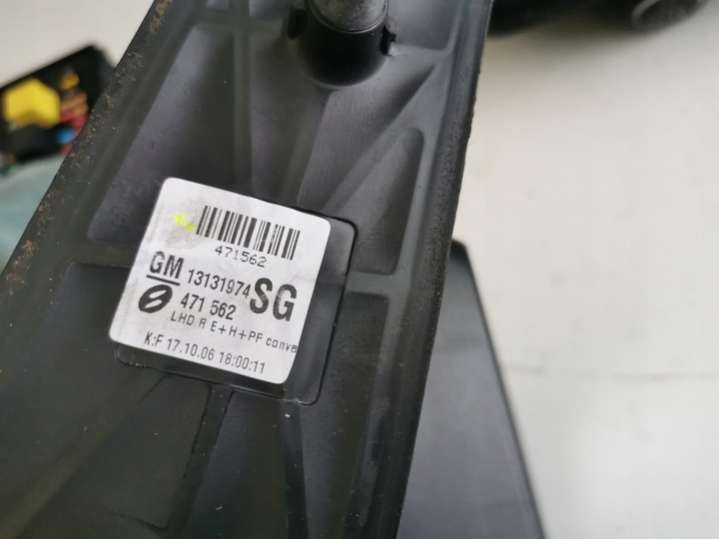 471562
GM 13131974 SG
471 562
LHD R E+H+PF conve
K:F 17.10.06 18:00:11